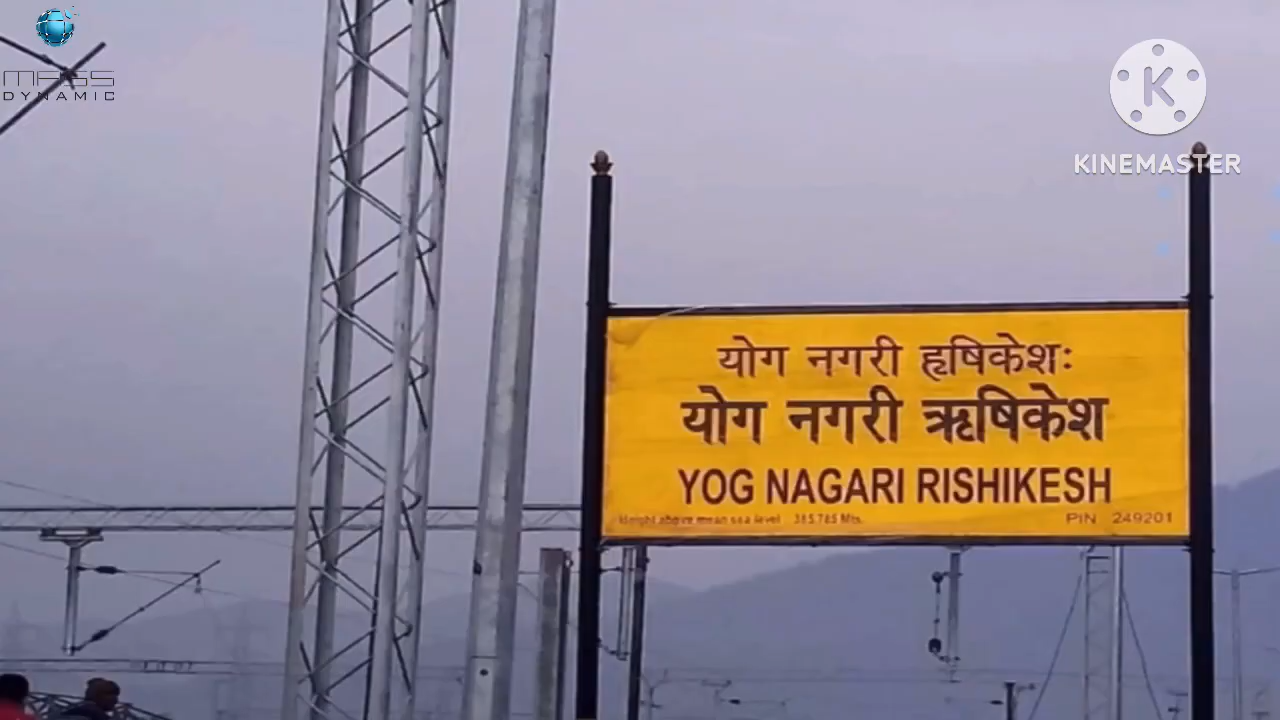 MASS
DYNAMIC
K
KINEMASTER
योग नगरी हृषिकेशः
योग नगरी ऋषिकेश
YOG NAGARI RISHIKESH
Height above mean sea level 385.785 Mts.
PIN 249201